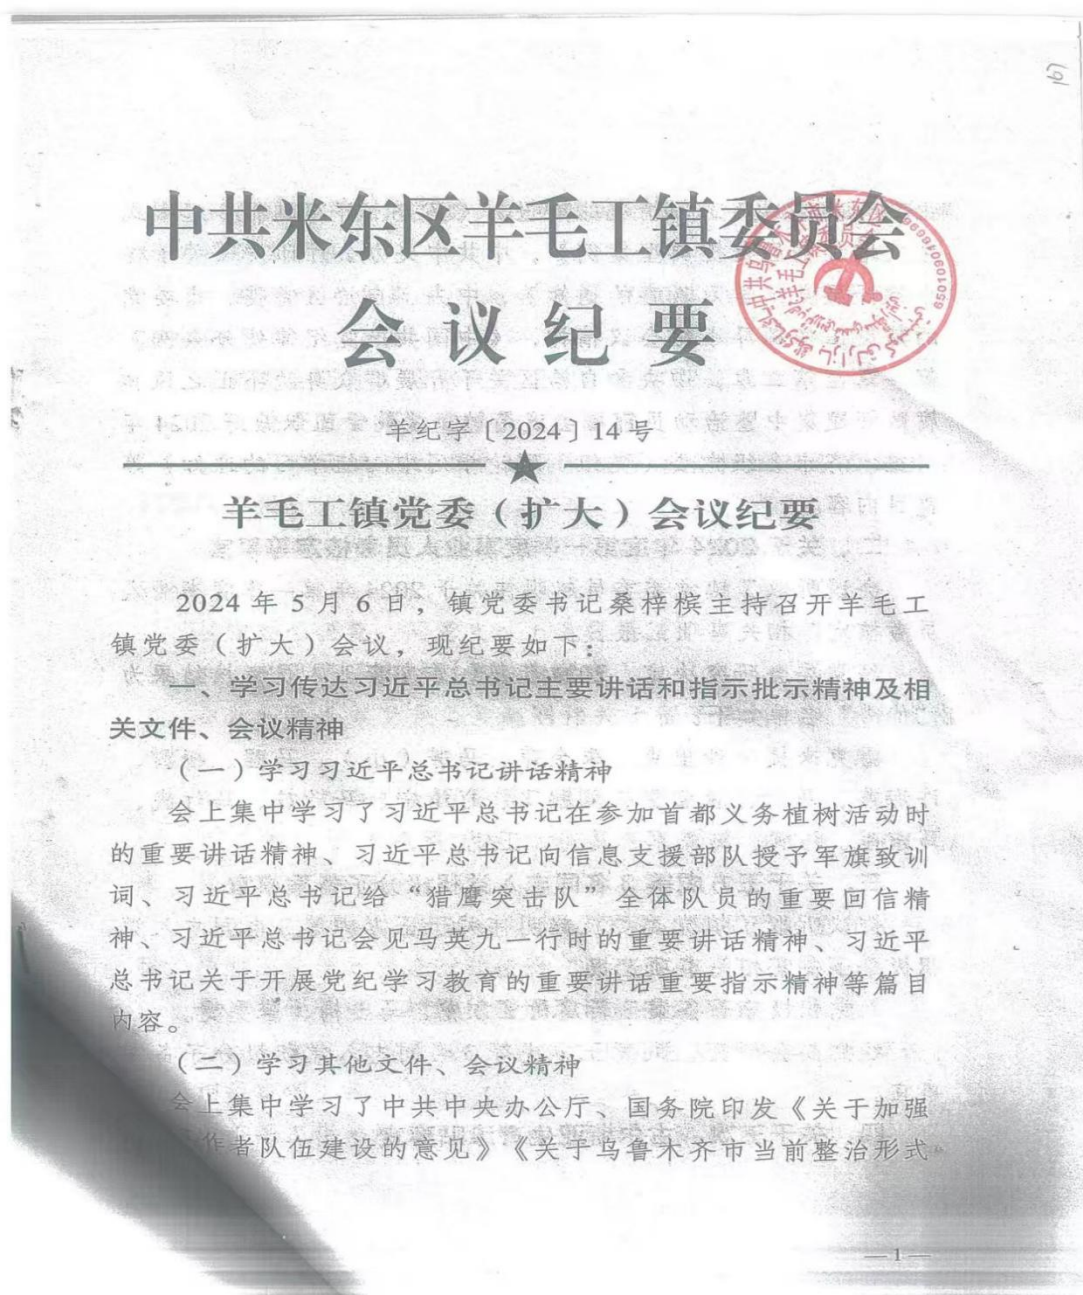 191
中共米东区羊毛工镇委员会
会议纪要
羊纪字〔2024〕14号
羊毛工镇党委（扩大）会议纪要
2024年5月6日，镇党委书记桑梓槟主持召开羊毛工
镇党委（扩大）会议，现纪要如下：
一、学习传达习近平总书记主要讲话和指示批示精神及相
关文件、会议精神
（一）学习习近平总书记讲话精神
会上集中学习了习近平总书记在参加首都义务植树活动时
的重要讲话精神、习近平总书记向信息支援部队授予军旗致训
词、习近平总书记给“猎鹰突击队”全体队员的重要回信精
神、习近平总书记会见马英九一行时的重要讲话精神、习近平
总书记关于开展党纪学习教育的重要讲话重要指示精神等篇目
内容。
（二）学习其他文件、会议精神
会上集中学习了中共中央办公厅、国务院印发《关于加强
作者队伍建设的意见》《关于乌鲁木齐市当前整治形式
—1—